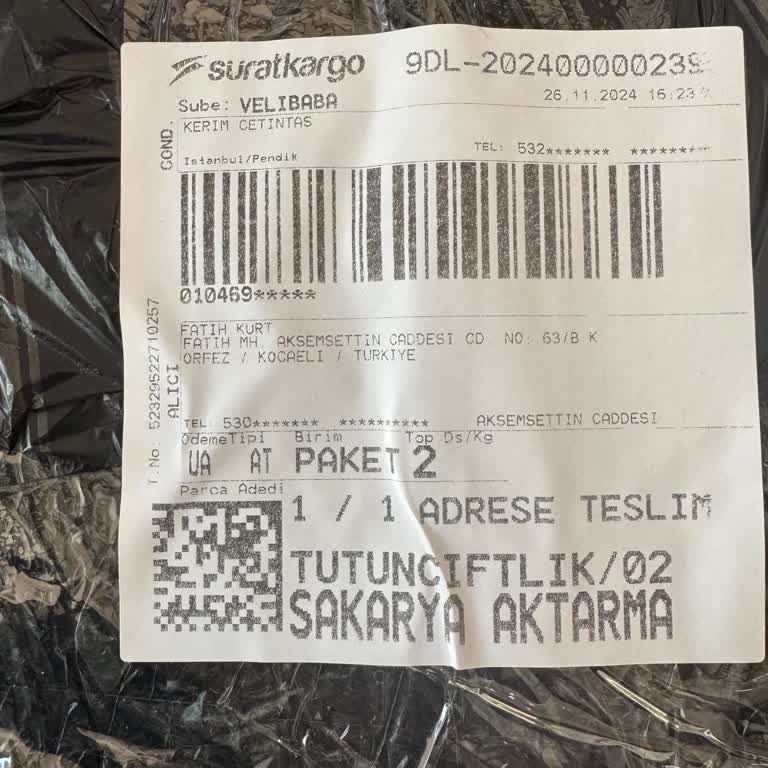 suratkargo 9DL-20240000023
Sube: VELIBABA 26.11.2024 16:23
KERIM CETINTAS
GOND.
TEL: 532******* ********
Istanbul/Pendik
010469*****
T.No: 52329522710257
ALICI
FATIH KURT
FATIH MH. AKSEMSETTIN CADDESI CD. NO: 63/B K
ORFEZ / KOCAELI / TURKIYE
TEL: 530******* ********** AKSEMSETTIN CADDESI
OdemeTipi Birim Top Ds/Kg
UA AT PAKET 2
Parca Adedi
1 / 1 ADRESE TESLIM
TUTUNCIFTLIK/02
SAKARYA AKTARMA